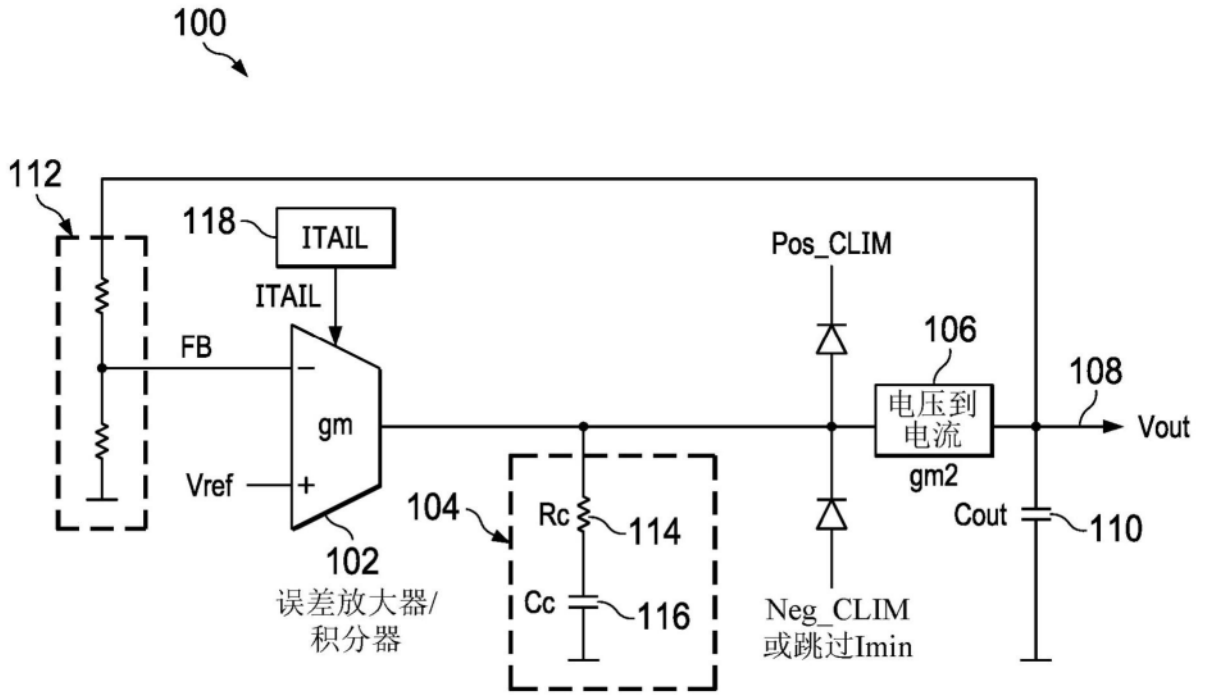 100
112
118
ITAIL
ITAIL
Pos_CLIM
FB
106
108
电压到
电流
gm
Vout
gm2
Vref
104
Rc
114
Cout
110
102
误差放大器/
积分器
Cc
116
Neg_CLIM
或跳过Imin